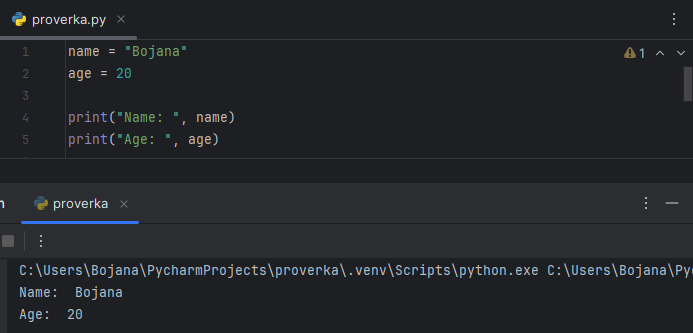 proverka.py
1
1 name = "Bojana"
2 age = 20
3
4 print("Name: ", name)
5 print("Age: ", age)
proverka
C:\Users\Bojana\PycharmProjects\proverka\.venv\Scripts\python.exe C:\Users\Bojana\Py
Name:  Bojana
Age:  20